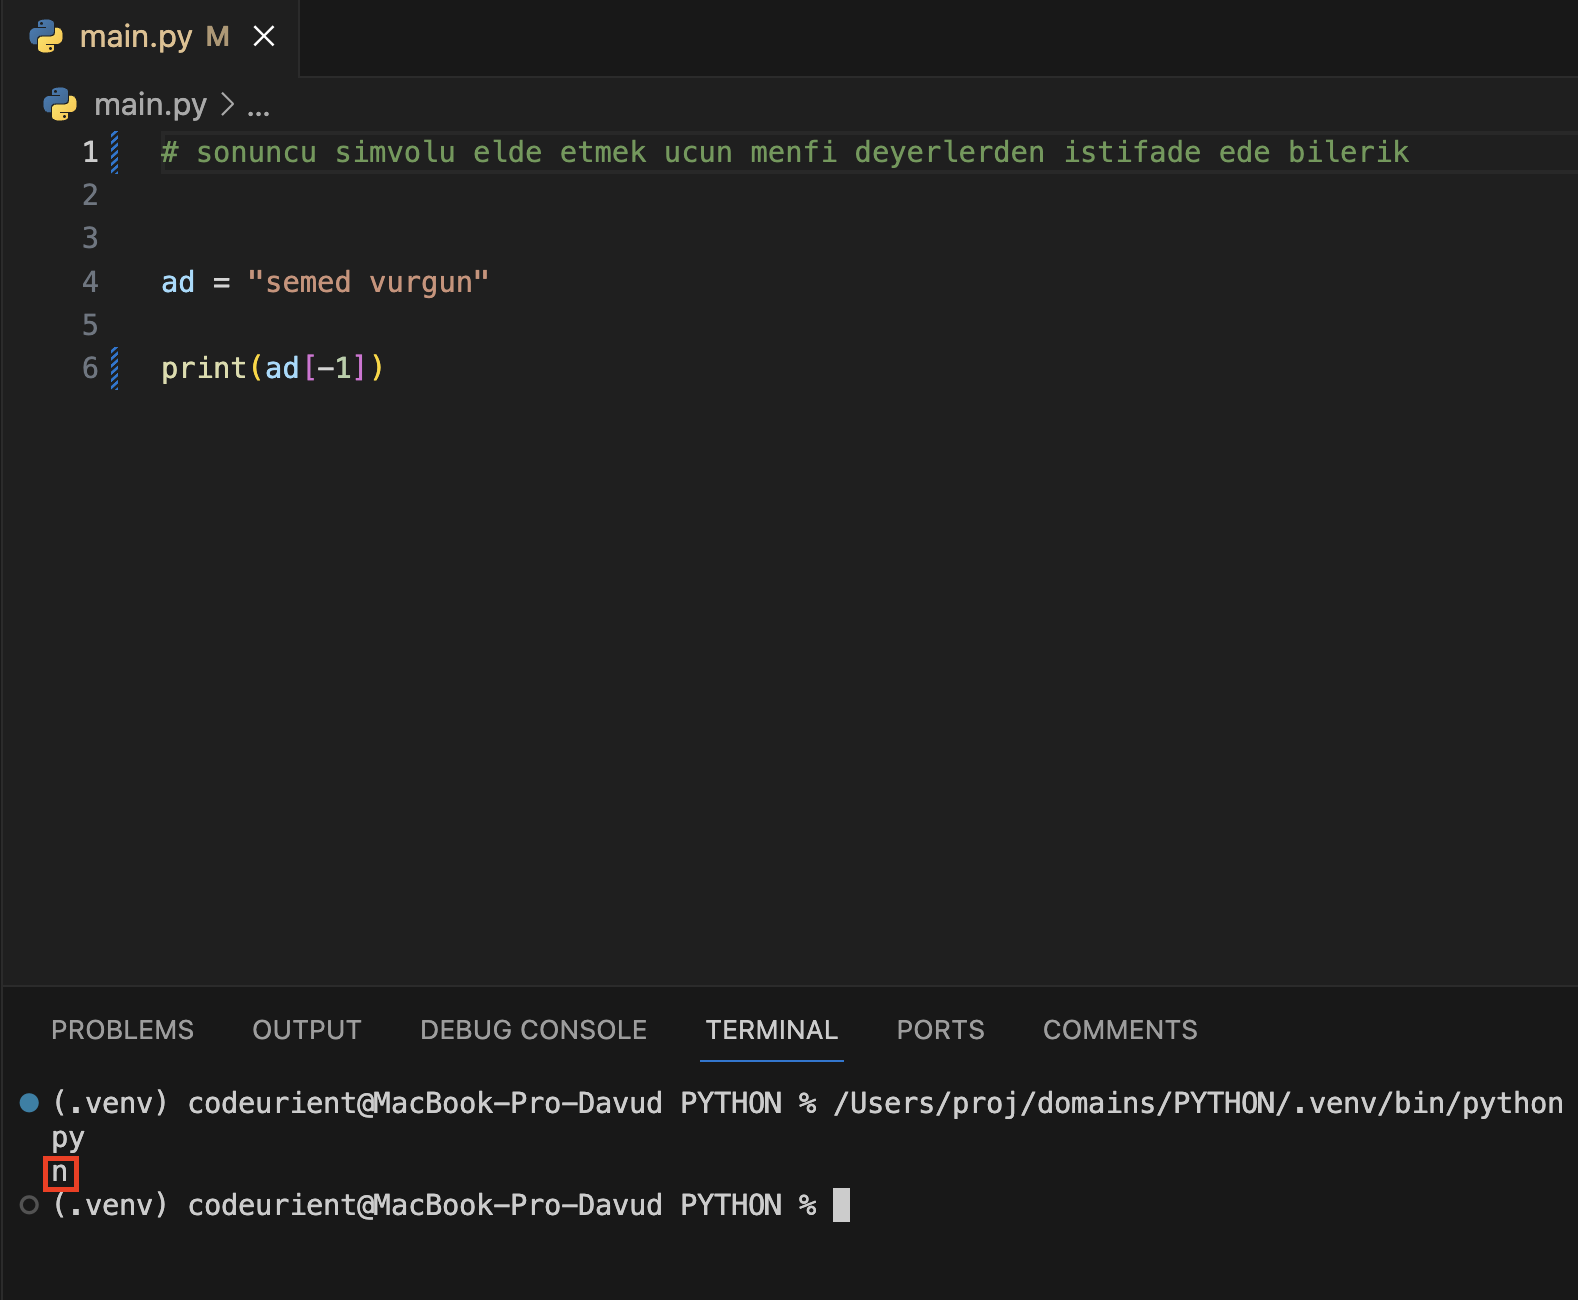 main.py M
main.py > ...
1 # sonuncu simvolu elde etmek ucun menfi deyerlerden istifade ede bilerik
2
3
4 ad = "semed vurgun"
5
6 print(ad[-1])
PROBLEMS OUTPUT DEBUG CONSOLE TERMINAL PORTS COMMENTS
(.venv) codeurient@MacBook-Pro-Davud PYTHON % /Users/proj/domains/PYTHON/.venv/bin/python
py
n
(.venv) codeurient@MacBook-Pro-Davud PYTHON %